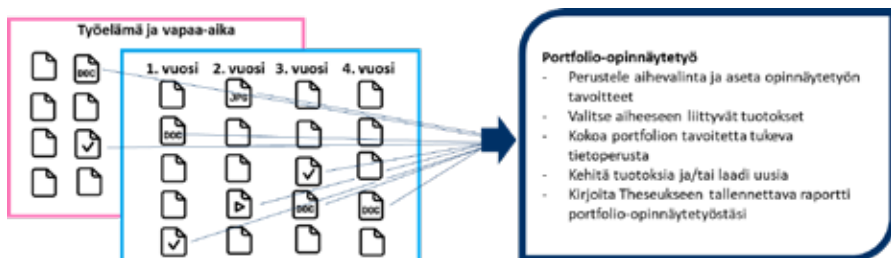 Työelämä ja vapaa-aika
DOC
1. vuosi 2. vuosi 3. vuosi 4. vuosi
JPG
DOC
DOC
DOC
Portfolio-opinnäytetyö
- Perustele aihevalinta ja aseta opinnäytetyön
tavoitteet
- Valitse aiheeseen liittyvät tuotokset
- Kokoa portfolion tavoitetta tukeva
tietoperusta
- Kehitä tuotoksia ja/tai laadi uusia
- Kirjoita Theseukseen tallennettava raportti
portfolio-opinnäytetyöstäsi